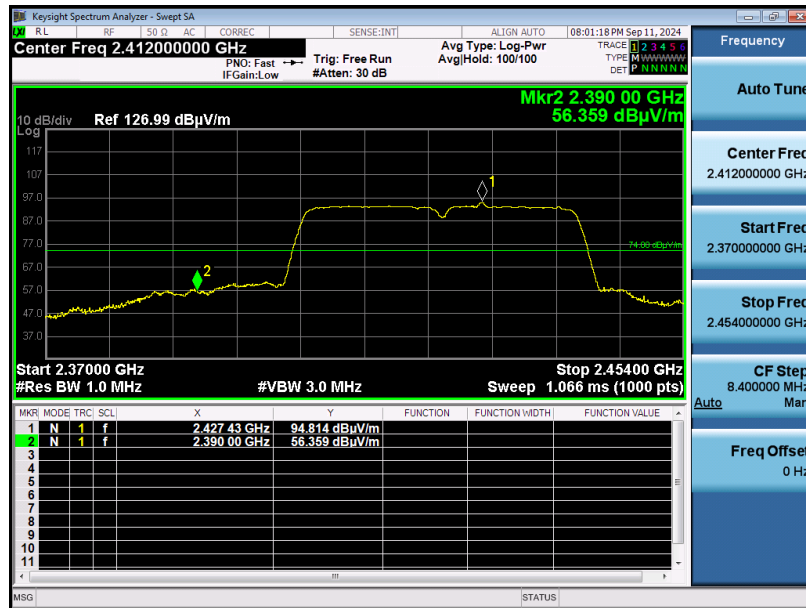 Keysight Spectrum Analyzer - Swept SA
LXI RL RF 50 Ω AC CORREC SENSE:INT ALIGN AUTO 08:01:18 PM Sep 11, 2024
Center Freq 2.412000000 GHz
PNO: Fast
IFGain:Low
Trig: Free Run
#Atten: 30 dB
Avg Type: Log-Pwr
Avg|Hold: 100/100
TRACE 1 2 3 4 5 6
TYPE M WWWWW
DET P N N N N N
Mkr2 2.390 00 GHz
56.359 dBµV/m
10 dB/div Ref 126.99 dBµV/m
Log
117
107
97.0
87.0
77.0
67.0
57.0
47.0
37.0
1
2
74.00 dBµV/m
Start 2.37000 GHz Stop 2.45400 GHz
#Res BW 1.0 MHz #VBW 3.0 MHz Sweep 1.066 ms (1000 pts)
MKR MODE TRC SCL X Y FUNCTION FUNCTION WIDTH FUNCTION VALUE
1 N 1 f 2.427 43 GHz 94.814 dBµV/m
2 N 1 f 2.390 00 GHz 56.359 dBµV/m
3
4
5
6
7
8
9
10
11
MSG STATUS
Frequency
Auto Tune
Center Freq
2.412000000 GHz
Start Freq
2.370000000 GHz
Stop Freq
2.454000000 GHz
CF Step
8.400000 MHz
Auto Man
Freq Offset
0 Hz